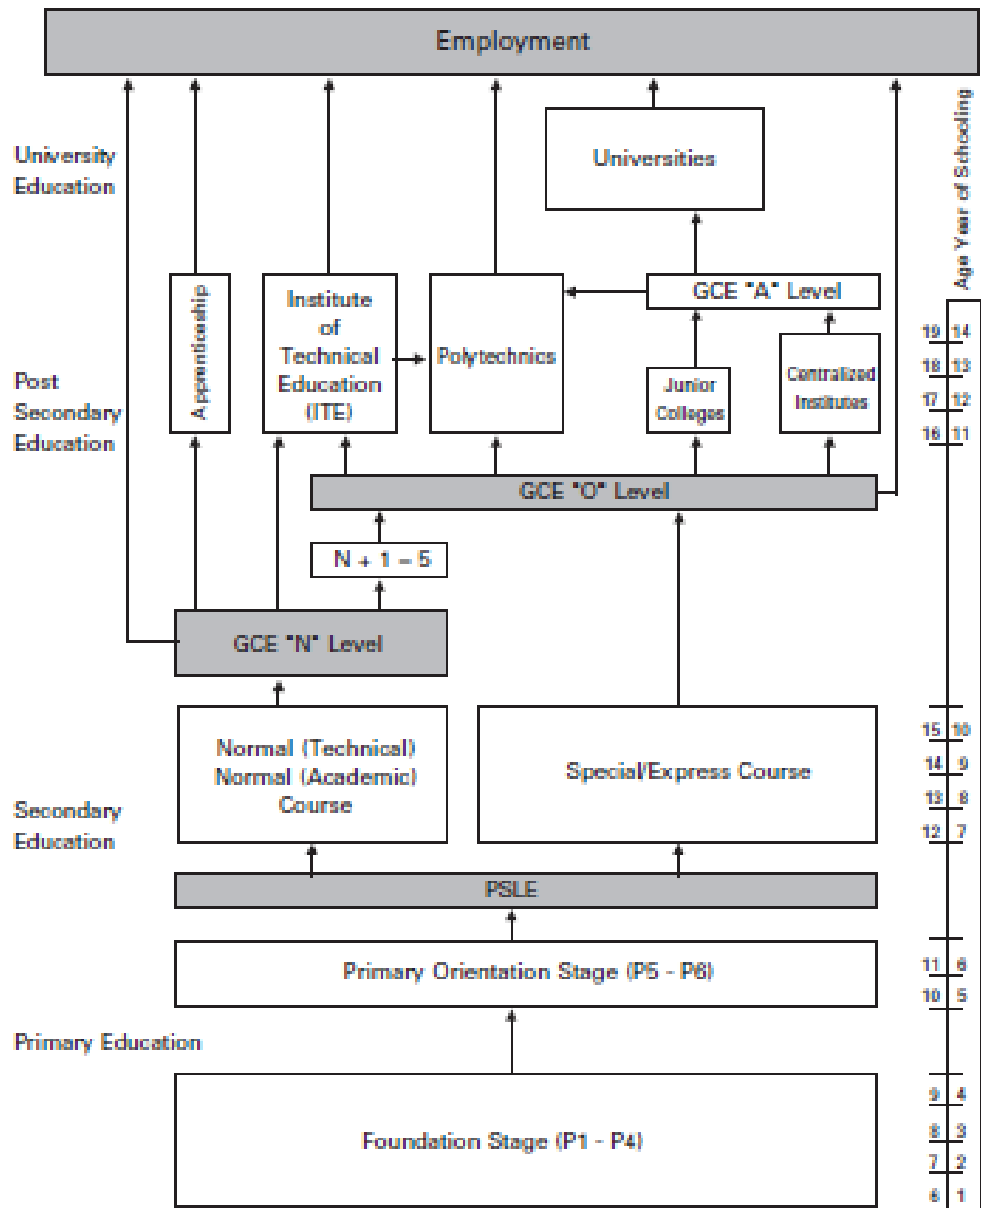 Employment
University
Education
Universities
Age Year of Schooling
Apprenticeship
Institute
of
Technical
Education
(ITE)
Polytechnics
GCE "A" Level
Junior
Colleges
Centralized
Institutes
Post
Secondary
Education
19 14
18 13
17 12
16 11
GCE "O" Level
N + 1 – 5
GCE "N" Level
Normal (Technical)
Normal (Academic)
Course
Special/Express Course
15 10
14 9
13 8
12 7
Secondary
Education
PSLE
Primary Orientation Stage (P5 - P6)
11 6
10 5
Primary Education
Foundation Stage (P1 - P4)
9 4
8 3
7 2
6 1